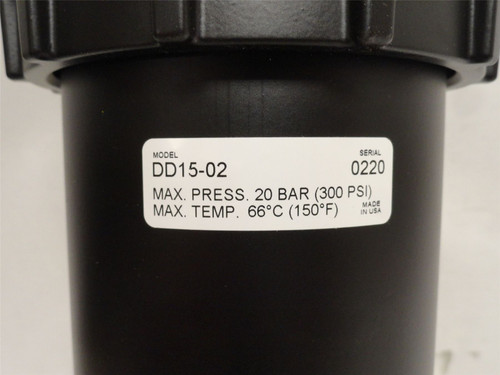 MODEL SERIAL
DD15-02 0220
MAX. PRESS. 20 BAR (300 PSI)
MAX. TEMP. 66°C (150°F) MADE IN USA